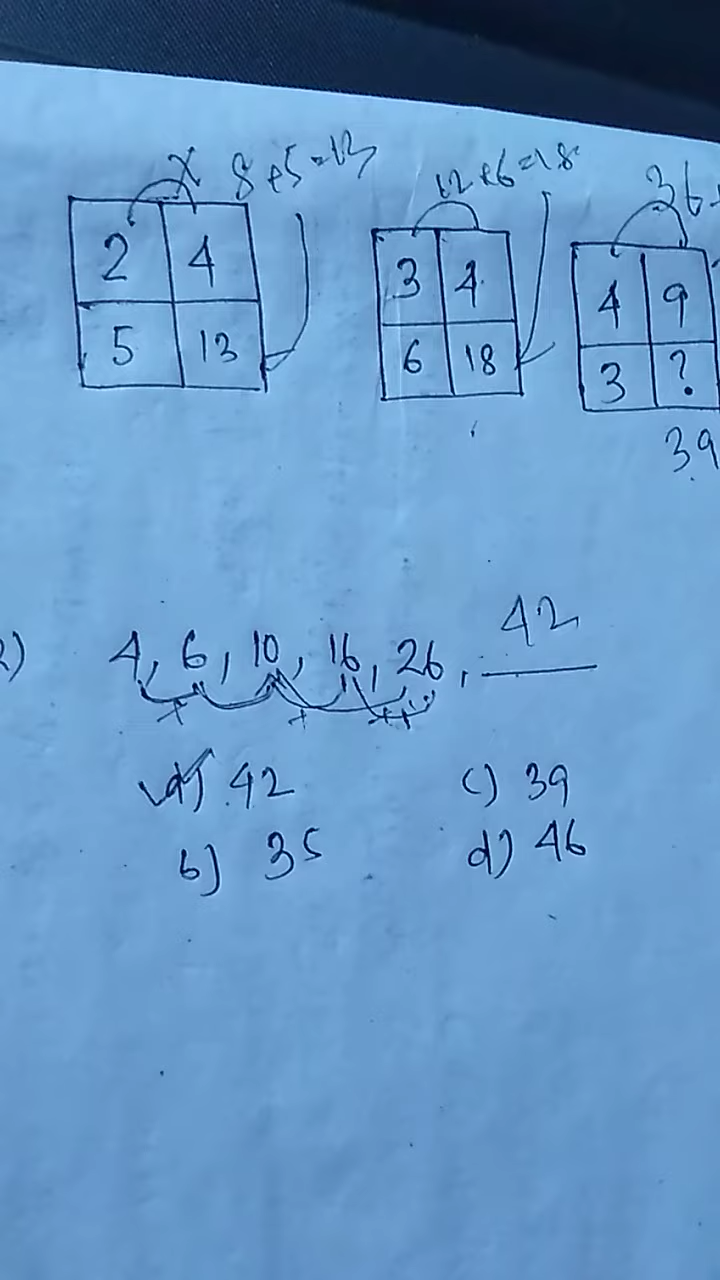 x 8+5=13 12+6=18 36
2 4 3 4 4 9
5 13 6 18 3 ?
39
2) 4, 6, 10, 16, 26, 42
+ + ++
a) 42 c) 39
b) 35 d) 46